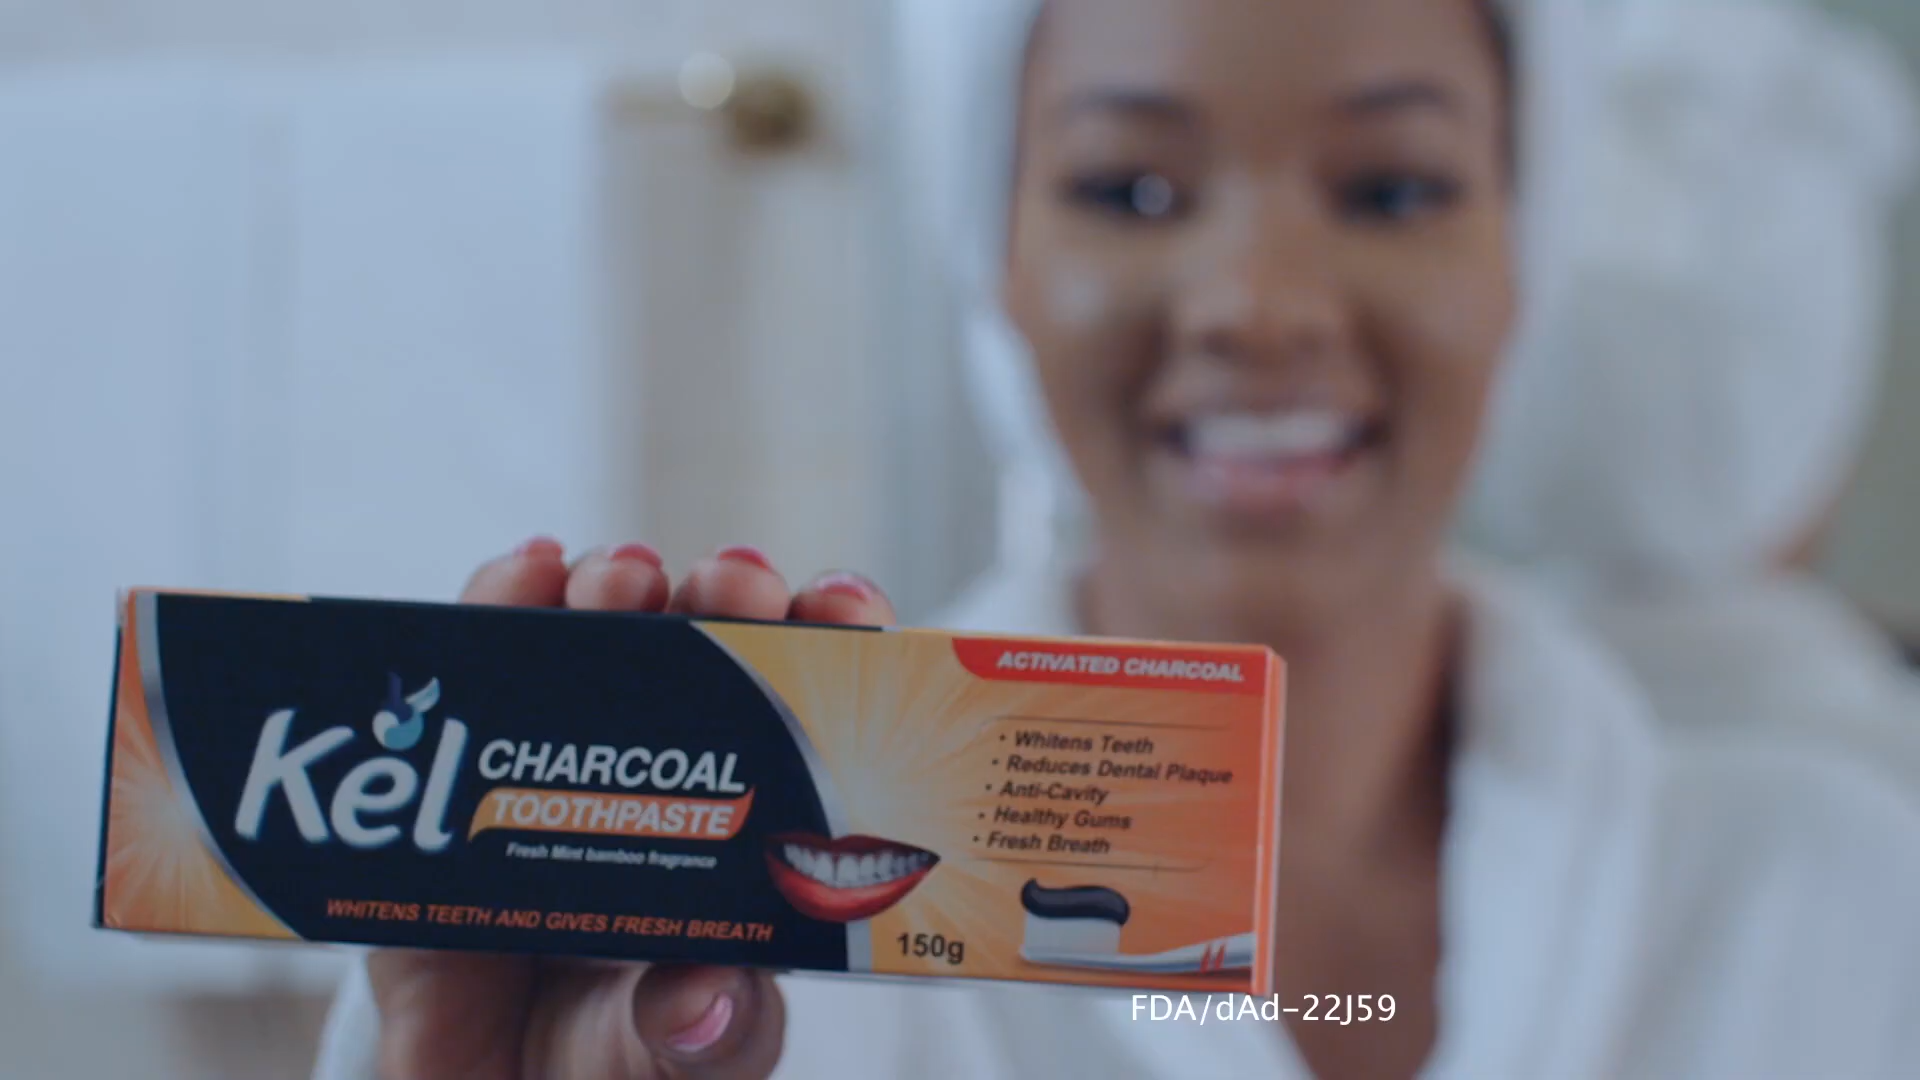 ACTIVATED CHARCOAL
Kel
CHARCOAL
TOOTHPASTE
Fresh Mint bamboo fragrance
WHITENS TEETH AND GIVES FRESH BREATH
• Whitens Teeth
• Reduces Dental Plaque
• Anti-Cavity
• Healthy Gums
• Fresh Breath
150g
FDA/dAd-22J59